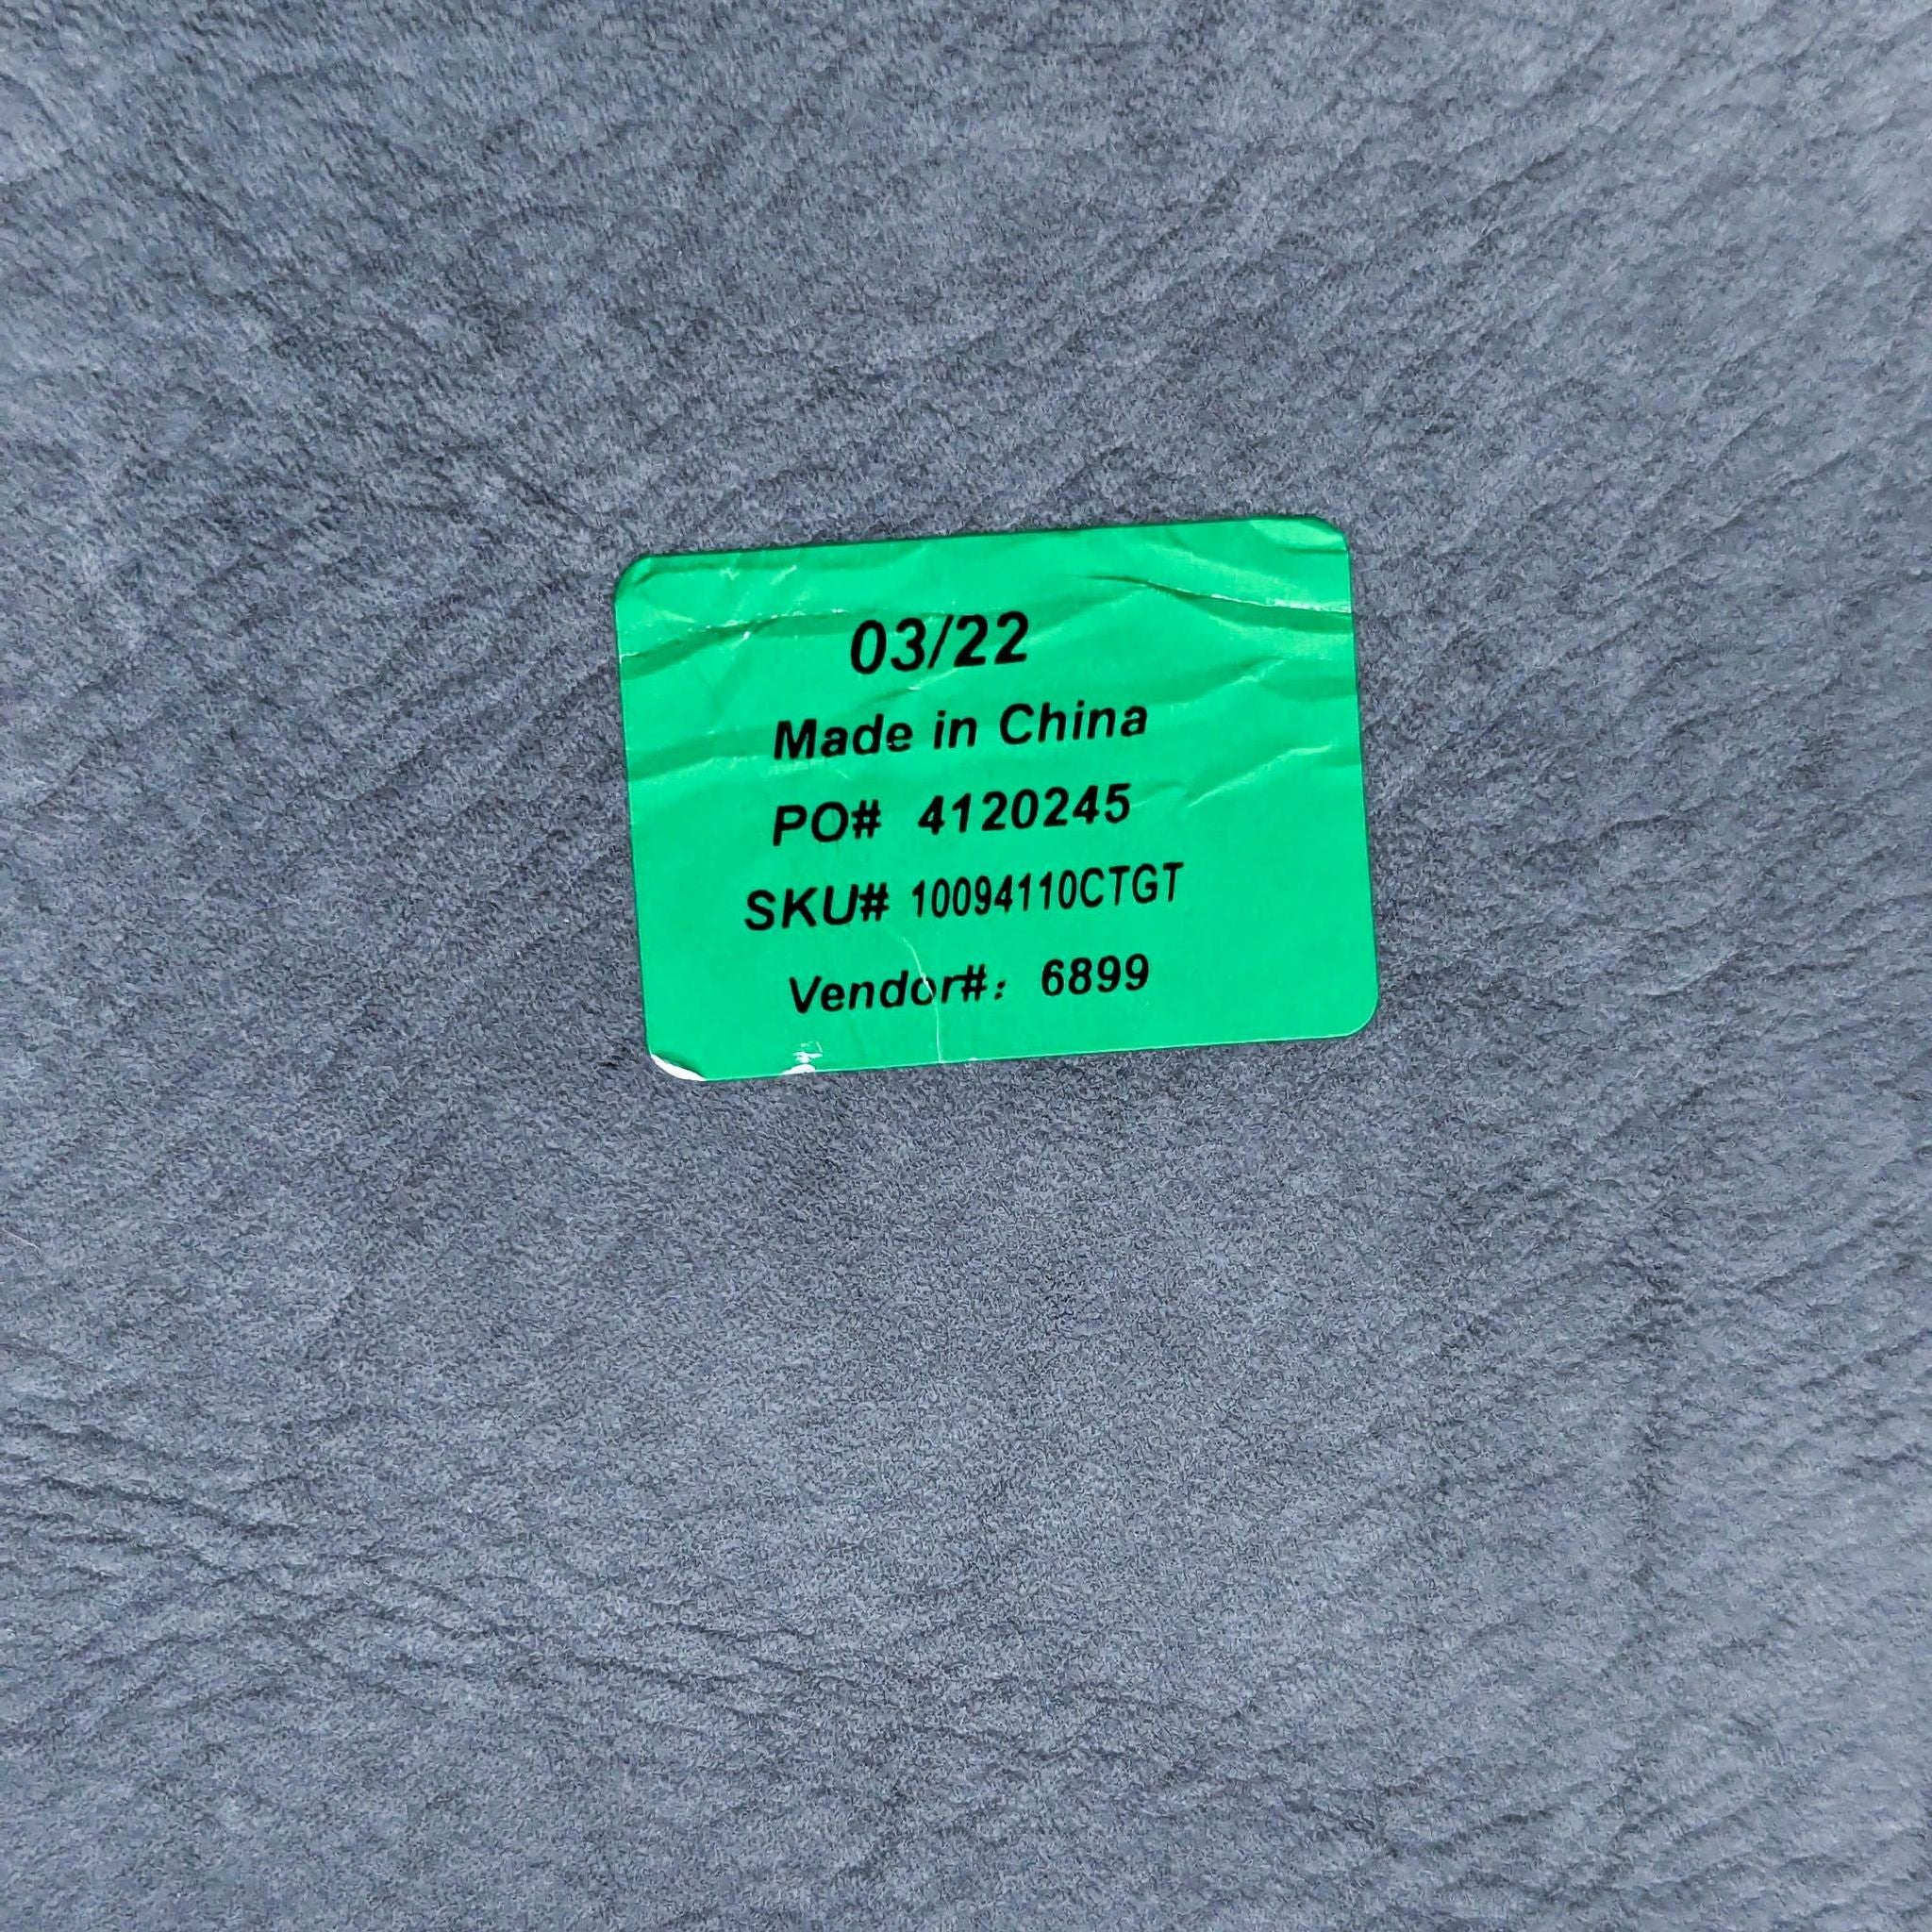 03/22
Made in China
PO# 4120245
SKU# 10094110CTGT
Vendor#: 6899